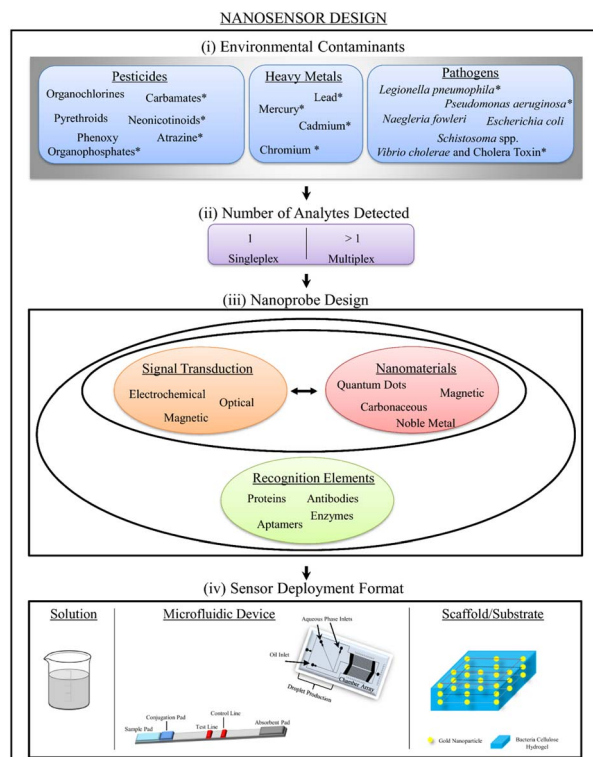 NANOSENSOR DESIGN
(i) Environmental Contaminants
Pesticides
Organochlorines
Carbamates*
Pyrethroids
Neonicotinoids*
Phenoxy
Atrazine*
Organophosphates*
Heavy Metals
Lead*
Mercury*
Cadmium*
Chromium *
Pathogens
Legionella pneumophila*
Pseudomonas aeruginosa*
Naegleria fowleri
Escherichia coli
Schistosoma spp.
Vibrio cholerae and Cholera Toxin*
(ii) Number of Analytes Detected
1
> 1
Singleplex
Multiplex
(iii) Nanoprobe Design
Signal Transduction
Electrochemical
Optical
Magnetic
Nanomaterials
Quantum Dots
Magnetic
Carbonaceous
Noble Metal
Recognition Elements
Proteins
Antibodies
Enzymes
Aptamers
(iv) Sensor Deployment Format
Solution
Microfluidic Device
Aqueous Phase Inlets
Oil Inlet
Chamber Array
Droplet Production
Control Line
Conjugation Pad
Test Line
Absorbent Pad
Sample Pad
Scaffold/Substrate
Gold Nanoparticle
Bacteria Cellulose
Hydrogel